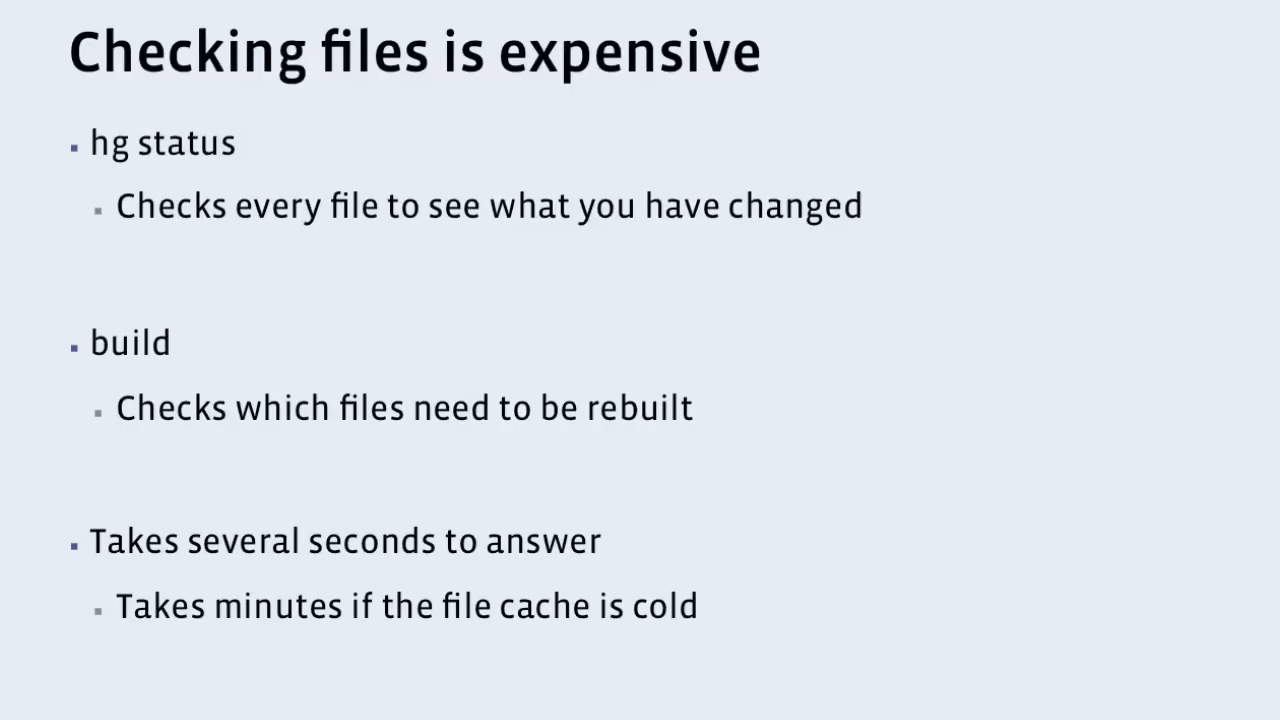 Checking files is expensive
hg status
Checks every file to see what you have changed
build
Checks which files need to be rebuilt
Takes several seconds to answer
Takes minutes if the file cache is cold